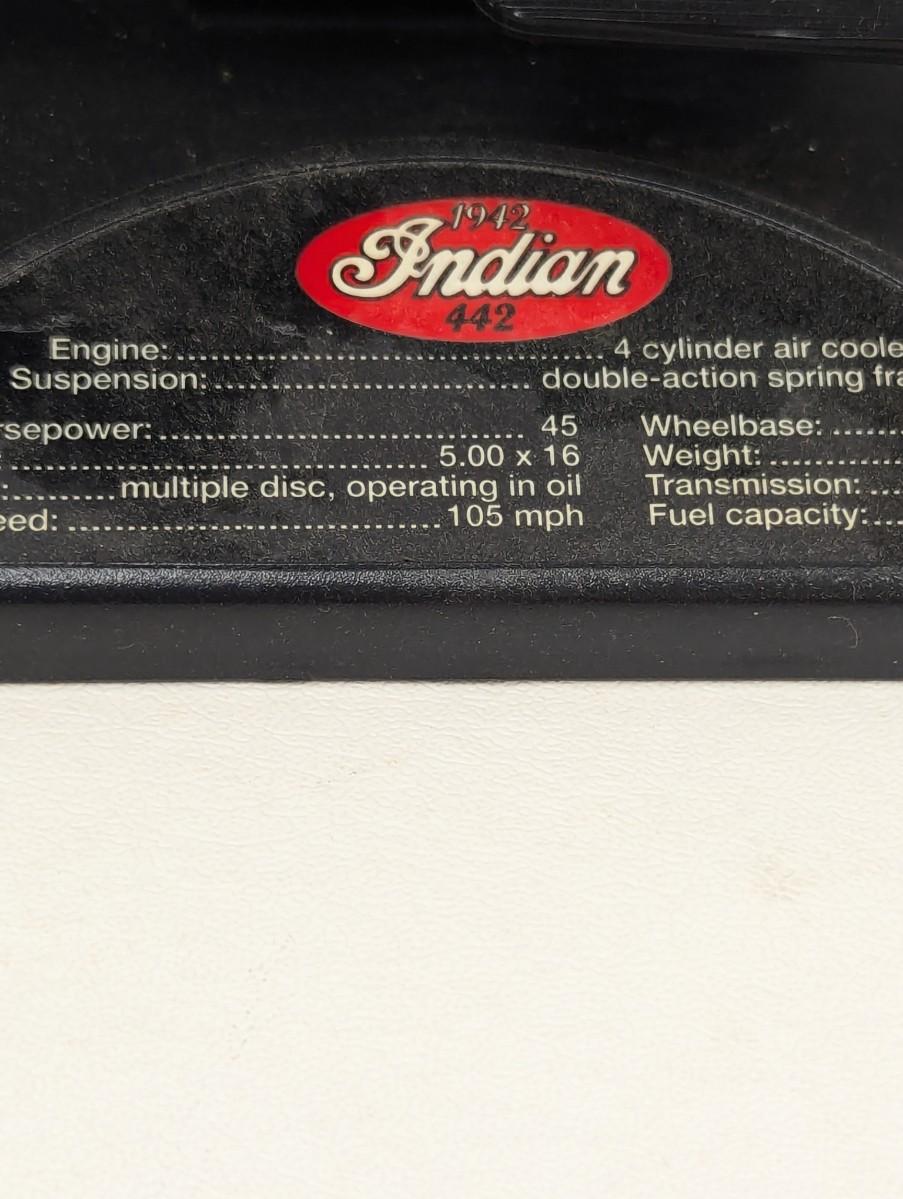 1942
Indian
442
Engine:.......................................... 4 cylinder air coole
Suspension:............................... double-action spring fra
rsepower:................................... 45 Wheelbase: .......
......................................... 5.00 x 16 Weight: .............
:..........multiple disc, operating in oil Transmission: ....
eed: .....................................105 mph Fuel capacity:...